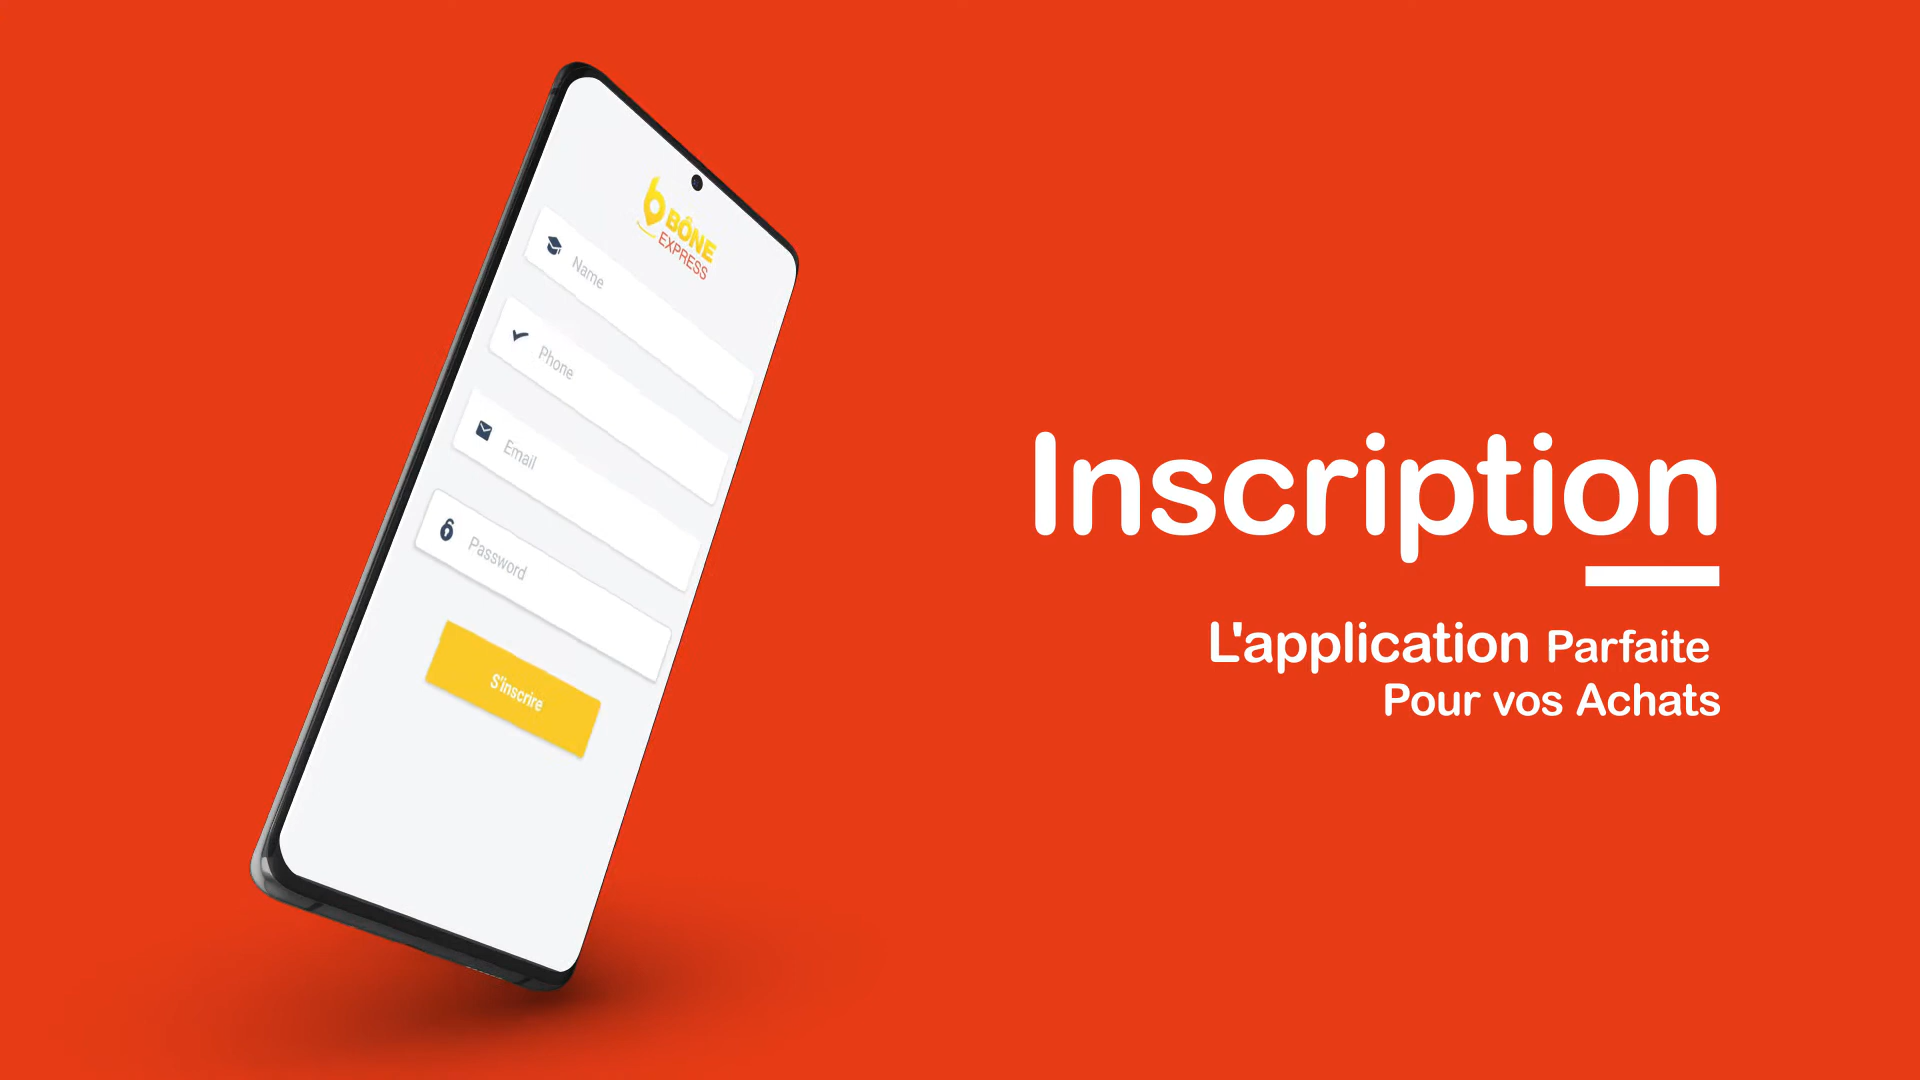 BÔNE
EXPRESS
Name
Phone
Email
Password
S'inscrire
Inscription
L'application Parfaite
Pour vos Achats